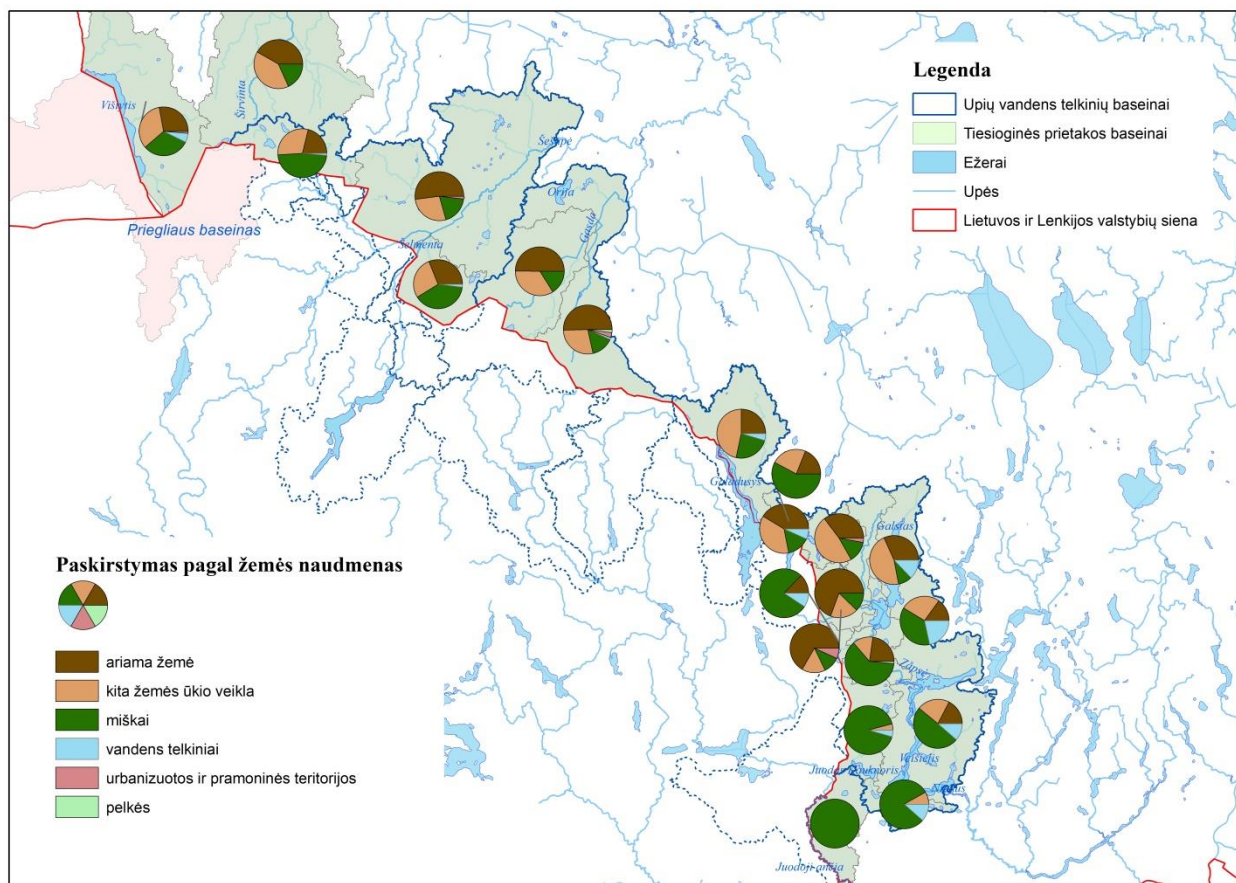 Legenda
Upių vandens telkinių baseinai
Tiesioginės prietakos baseinai
Ežerai
Upės
Lietuvos ir Lenkijos valstybių siena
Vištytis
Širvinta
Šešupė
Orija
Priegliaus baseinas
Šelmenta
Galadusys
Galstas
Paskirstymas pagal žemės naudmenas
ariama žemė
kita žemės ūkio veikla
miškai
vandens telkiniai
urbanizuotos ir pramoninės teritorijos
pelkės
Veisiejis
Juodoji ančia